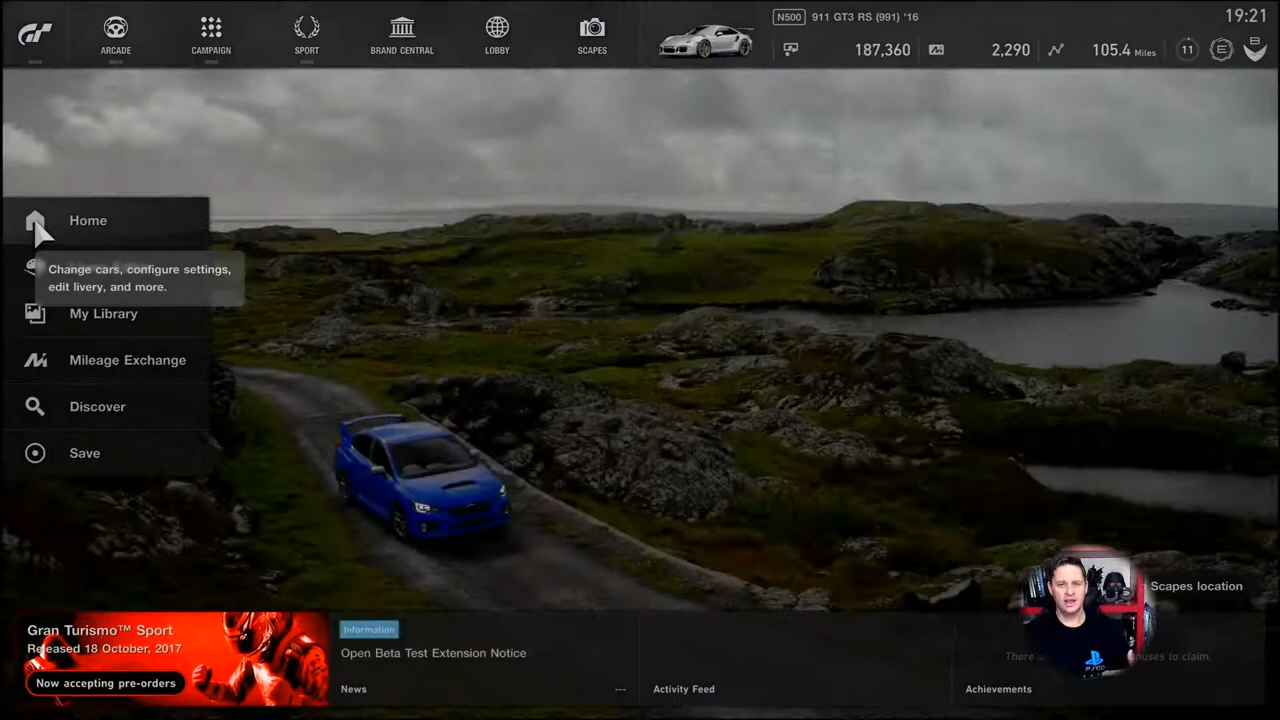 N500 911 GT3 RS (991) '16
19:21
ARCADE
CAMPAIGN
SPORT
BRAND CENTRAL
LOBBY
SCAPES
187,360
2,290
105.4 Miles
11
E
B
Home
Change cars, configure settings,
edit livery, and more.
My Library
Mileage Exchange
Discover
Save
Scapes location
Gran Turismo™ Sport
Released 18 October, 2017
Now accepting pre-orders
Information
Open Beta Test Extension Notice
News
---
Activity Feed
There
to claim.
Achievements